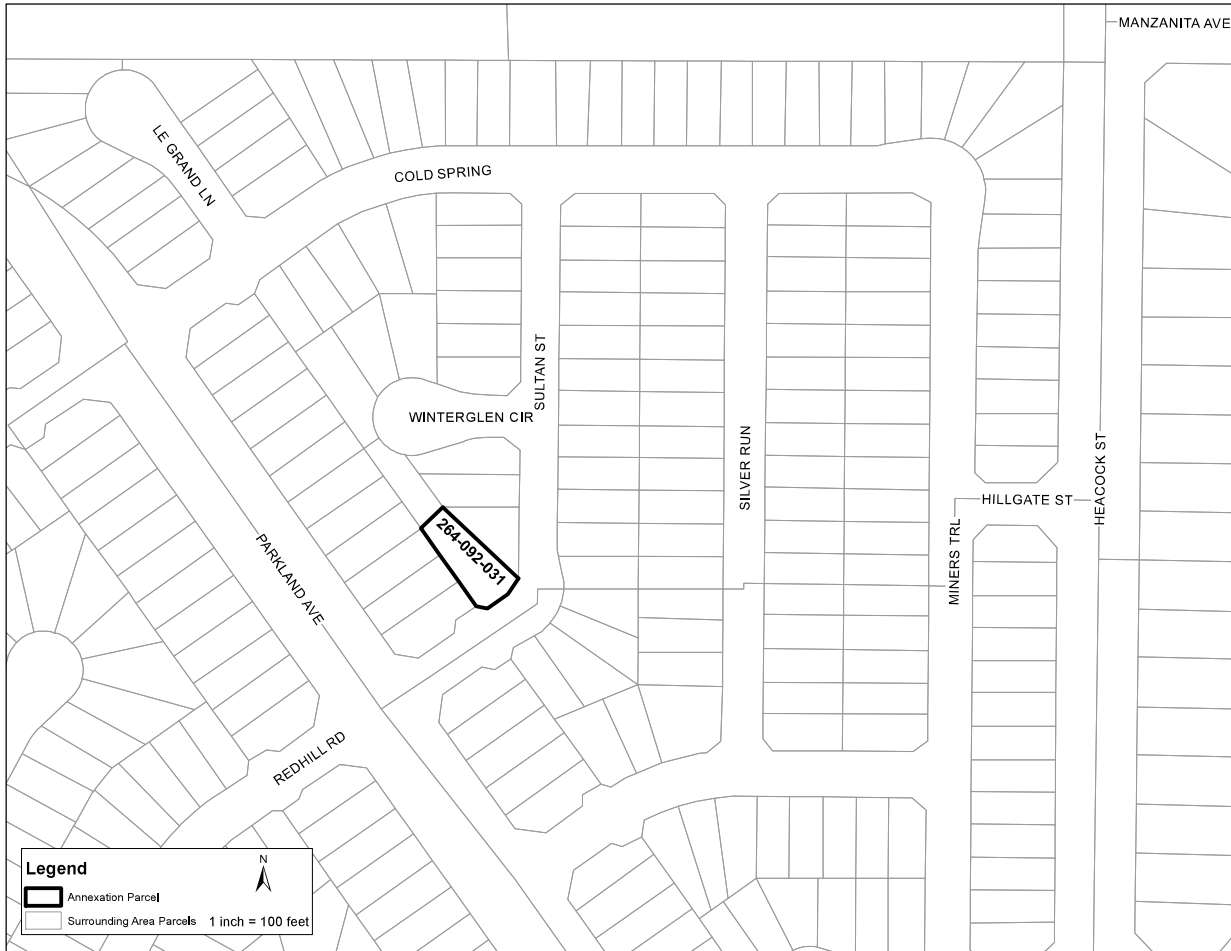 MANZANITA AVE
LE GRAND LN
COLD SPRING
SULTAN ST
WINTERGLEN CIR
SILVER RUN
HEACOCK ST
HILLGATE ST
264-092-031
MINERS TRL
PARKLAND AVE
REDHILL RD
Legend
N
Annexation Parcel
Surrounding Area Parcels 1 inch = 100 feet